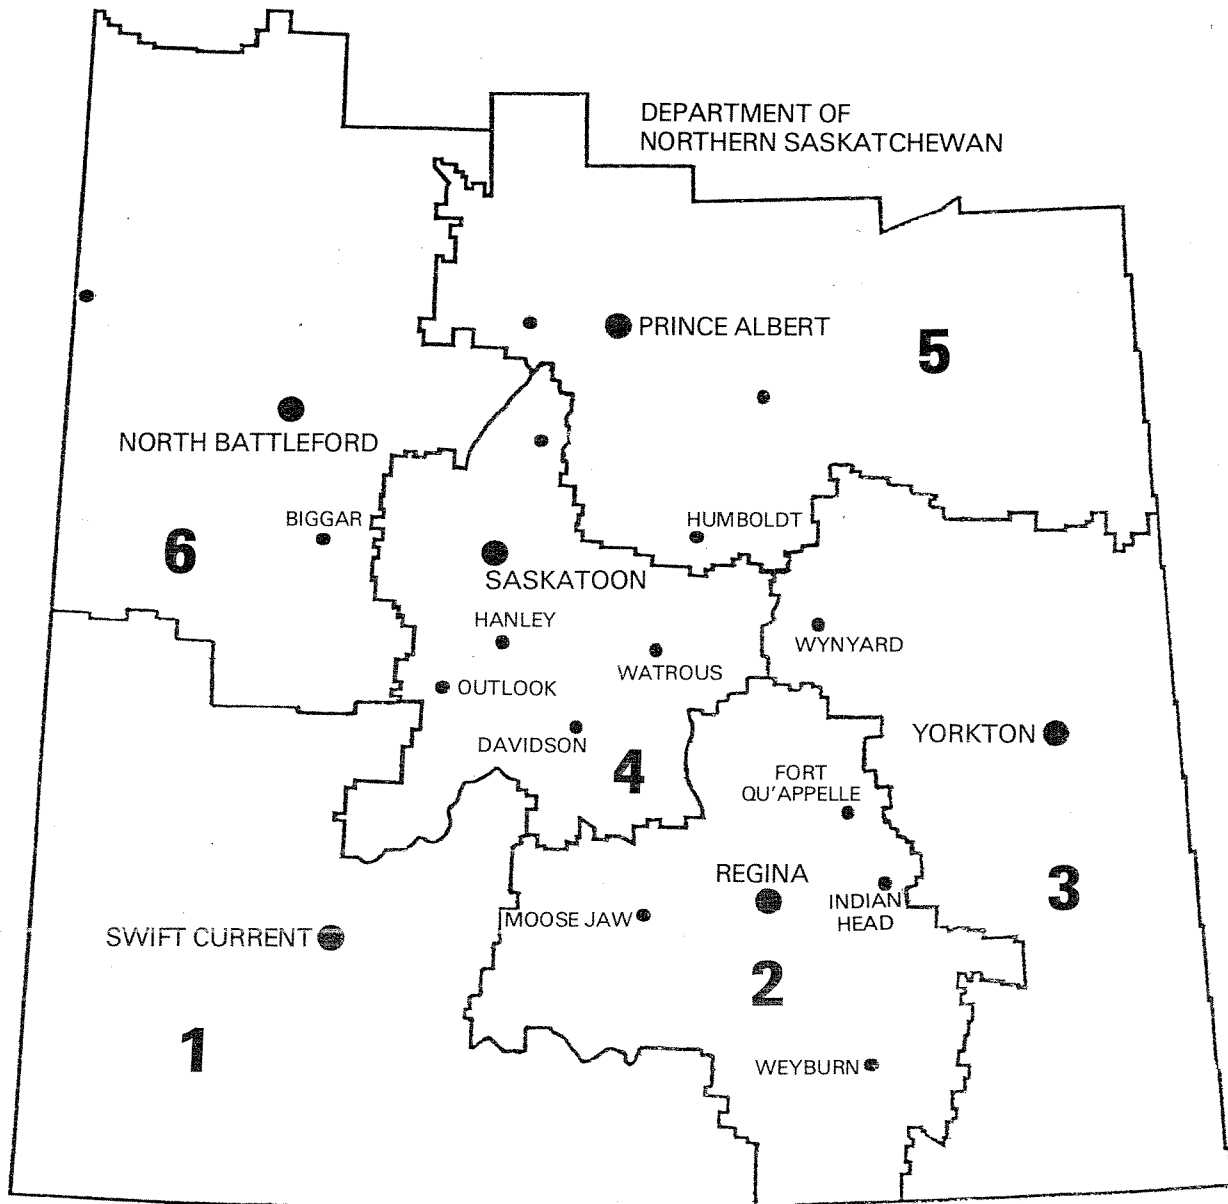 DEPARTMENT OF
NORTHERN SASKATCHEWAN
PRINCE ALBERT
5
NORTH BATTLEFORD
BIGGAR
HUMBOLDT
6
SASKATOON
HANLEY
WYNYARD
WATROUS
OUTLOOK
YORKTON
DAVIDSON
4
FORT
QU'APPELLE
REGINA
3
INDIAN
HEAD
MOOSE JAW
SWIFT CURRENT
2
1
WEYBURN